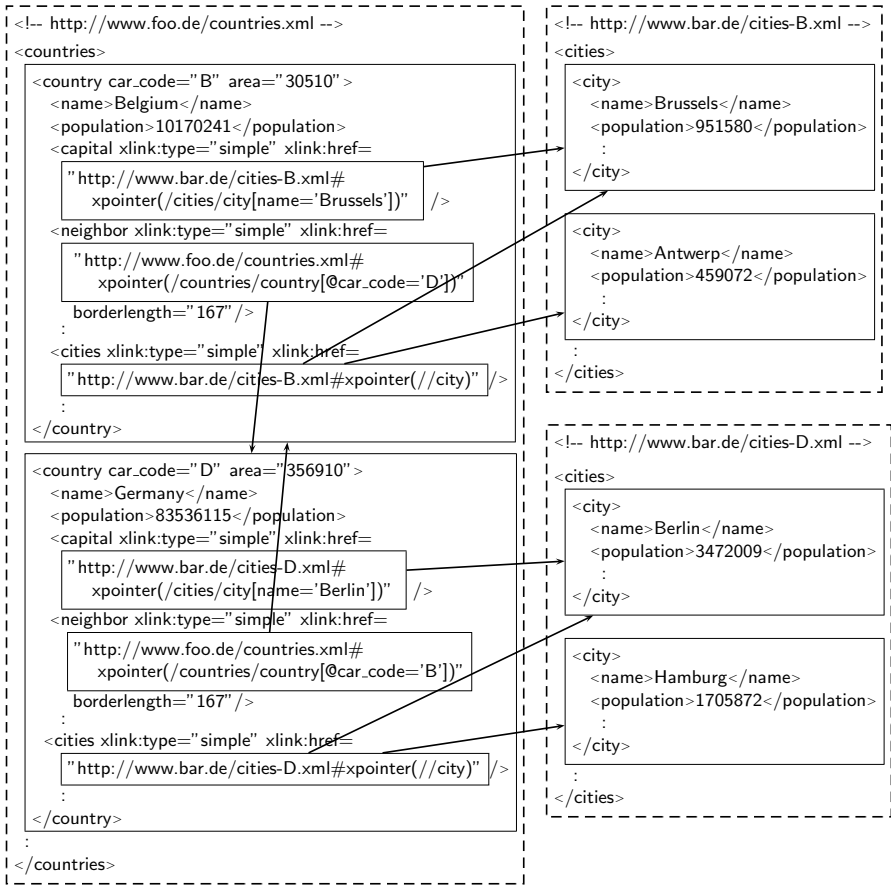 <!-- http://www.foo.de/countries.xml -->
<countries>
<country car_code="B" area="30510">
<name>Belgium</name>
<population>10170241</population>
<capital xlink:type="simple" xlink:href=
"http://www.bar.de/cities-B.xml#
xpointer(/cities/city[name='Brussels'])" />
<neighbor xlink:type="simple" xlink:href=
"http://www.foo.de/countries.xml#
xpointer(/countries/country[@car_code='D'])"
borderlength="167"/>
:
<cities xlink:type="simple" xlink:href=
"http://www.bar.de/cities-B.xml#xpointer(//city)" />
:
</country>
<country car_code="D" area="356910">
<name>Germany</name>
<population>83536115</population>
<capital xlink:type="simple" xlink:href=
"http://www.bar.de/cities-D.xml#
xpointer(/cities/city[name='Berlin'])" />
<neighbor xlink:type="simple" xlink:href=
"http://www.foo.de/countries.xml#
xpointer(/countries/country[@car_code='B'])"
borderlength="167"/>
:
<cities xlink:type="simple" xlink:href=
"http://www.bar.de/cities-D.xml#xpointer(//city)" />
:
</country>
:
</countries>
<!-- http://www.bar.de/cities-B.xml -->
<cities>
<city>
<name>Brussels</name>
<population>951580</population>
:
</city>
<city>
<name>Antwerp</name>
<population>459072</population>
:
</city>
:
</cities>
<!-- http://www.bar.de/cities-D.xml -->
<cities>
<city>
<name>Berlin</name>
<population>3472009</population>
:
</city>
<city>
<name>Hamburg</name>
<population>1705872</population>
:
</city>
:
</cities>